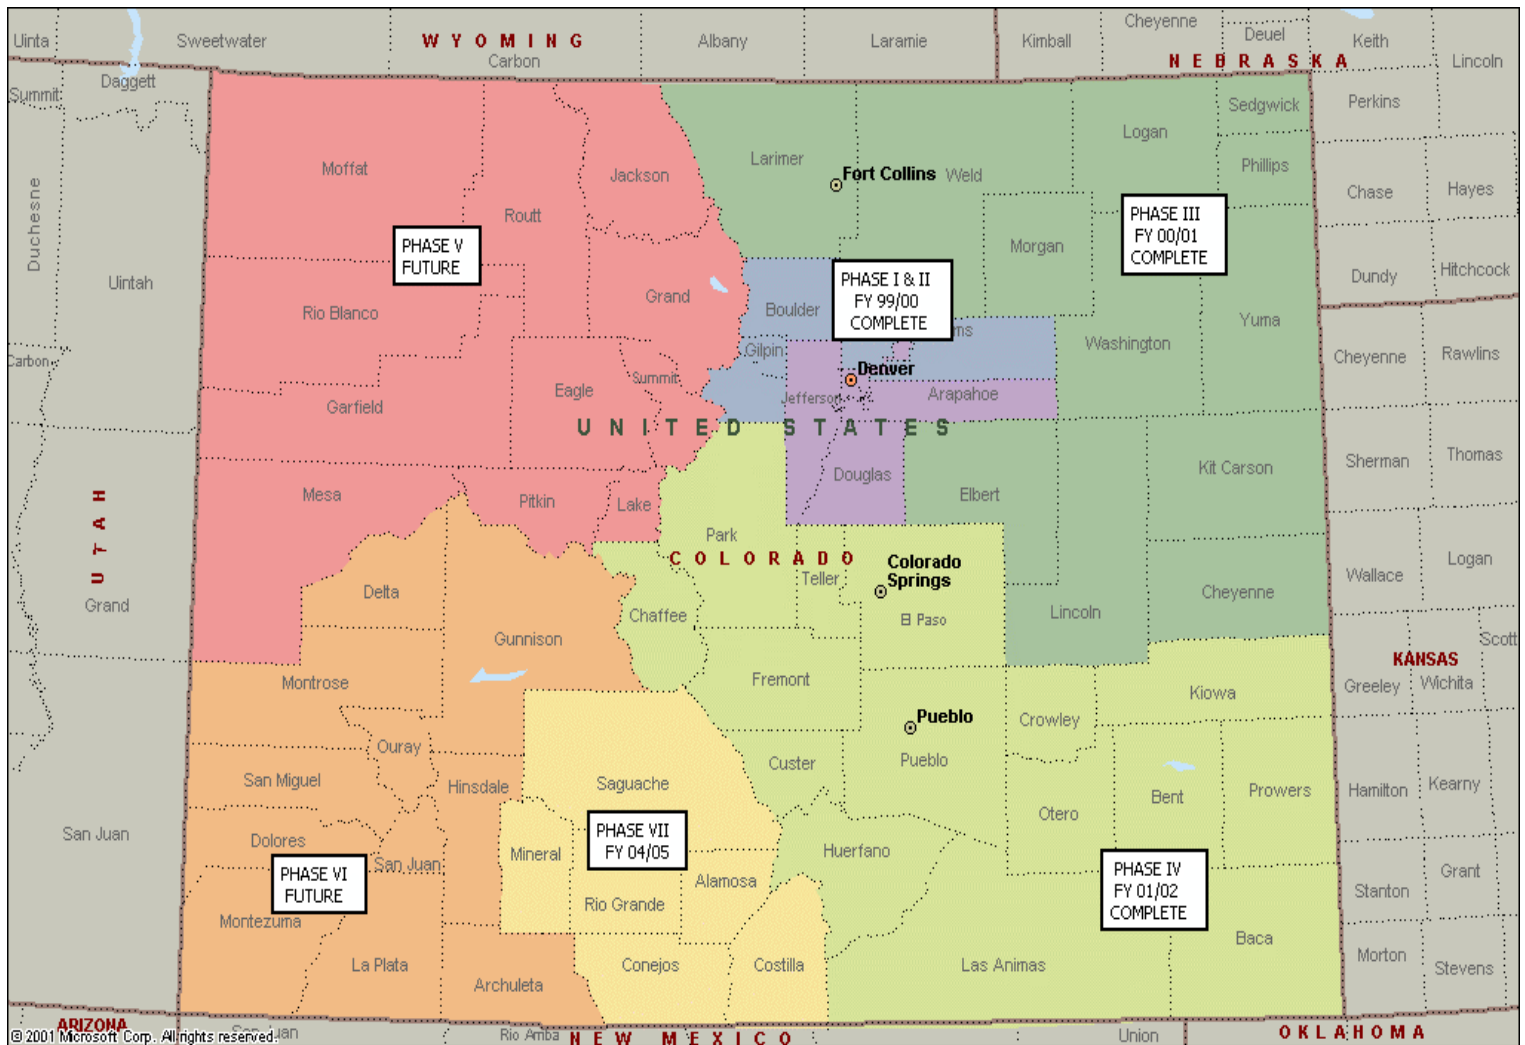 Cheyenne
Uinta
Sweetwater
WYOMING
Carbon
Albany
Laramie
Kimball
Deuel
Keith
NEBRASKA
Lincoln
Summit
Daggett
Perkins
Sedgwick
Logan
Phillips
Larimer
Fort Collins
Weld
Moffat
Jackson
Routt
Chase
Hayes
Duchesne
PHASE III
FY 00/01
COMPLETE
PHASE V
FUTURE
Morgan
Uintah
Dundy
Hitchcock
PHASE I & II
FY 99/00
COMPLETE
Grand
Boulder
Rio Blanco
ms
Yuma
Washington
Gilpin
Carbon
Cheyenne
Rawlins
Denver
Summit
Eagle
Jefferson
Arapahoe
Garfield
UNITED STATES
Kit Carson
Sherman
Thomas
Mesa
Pitkin
Lake
Douglas
Elbert
UTAH
Park
COLORADO
Colorado
Springs
Teller
Logan
Wallace
Grand
Delta
Cheyenne
Chaffee
El Paso
Lincoln
Gunnison
Scott
KANSAS
Montrose
Fremont
Kiowa
Greeley
Wichita
Pueblo
Crowley
Ouray
Custer
Pueblo
San Miguel
Hinsdale
Saguache
Bent
Prowers
Hamilton
Kearny
Otero
San Juan
Dolores
PHASE VII
FY 04/05
Mineral
Huerfano
San Juan
PHASE VI
FUTURE
Alamosa
PHASE IV
FY 01/02
COMPLETE
Grant
Stanton
Rio Grande
Montezuma
Baca
La Plata
Conejos
Costilla
Las Animas
Morton
Stevens
Archuleta
ARIZONA
San Juan
© 2001 Microsoft Corp. All rights reserved.
Rio Arriba
NEW MEXICO
Union
OKLAHOMA